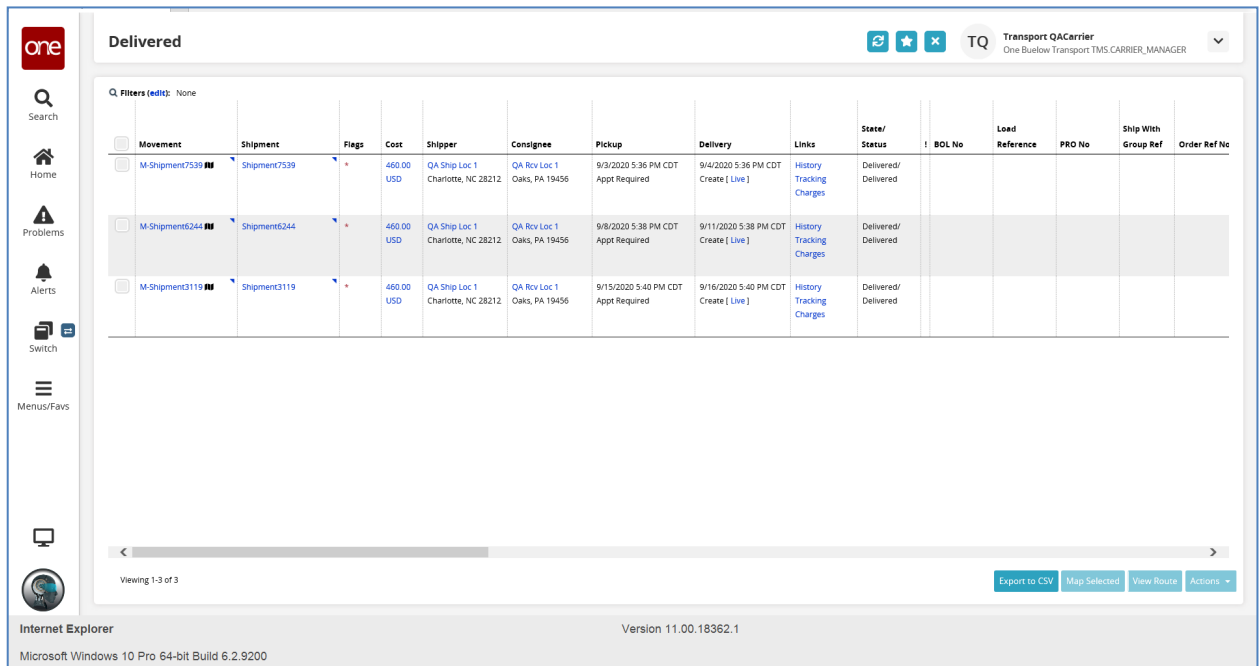 one
Delivered
TQ
Transport QACarrier
One Buelow Transport TMS.CARRIER_MANAGER
Search
Home
Problems
Alerts
Switch
Menus/Favs
Filters (edit): None
Movement Shipment Flags Cost Shipper Consignee Pickup Delivery Links State/ Status ! BOL No Load Reference PRO No Ship With Group Ref Order Ref No
M-Shipment7539 Shipment7539 * 460.00 QA Ship Loc 1 QA Rcv Loc 1 9/3/2020 5:36 PM CDT 9/4/2020 5:36 PM CDT History Delivered/
USD Charlotte, NC 28212 Oaks, PA 19456 Appt Required Create [ Live ] Tracking Delivered
Charges
M-Shipment6244 Shipment6244 * 460.00 QA Ship Loc 1 QA Rcv Loc 1 9/8/2020 5:38 PM CDT 9/11/2020 5:38 PM CDT History Delivered/
USD Charlotte, NC 28212 Oaks, PA 19456 Appt Required Create [ Live ] Tracking Delivered
Charges
M-Shipment3119 Shipment3119 * 460.00 QA Ship Loc 1 QA Rcv Loc 1 9/15/2020 5:40 PM CDT 9/16/2020 5:40 PM CDT History Delivered/
USD Charlotte, NC 28212 Oaks, PA 19456 Appt Required Create [ Live ] Tracking Delivered
Charges
Viewing 1-3 of 3
Export to CSV Map Selected View Route Actions
Internet Explorer Version 11.00.18362.1
Microsoft Windows 10 Pro 64-bit Build 6.2.9200